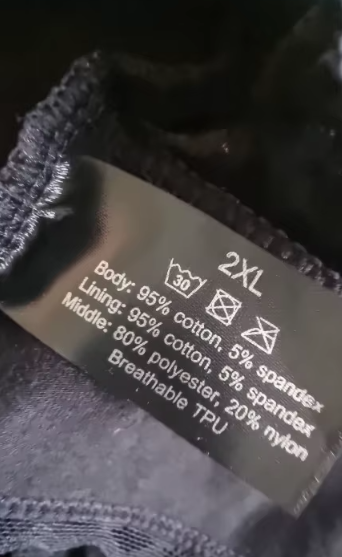 2XL
30
Body: 95% cotton, 5% spandex
Lining: 95% cotton, 5% spandex
Middle: 80% polyester, 20% nylon
Breathable TPU